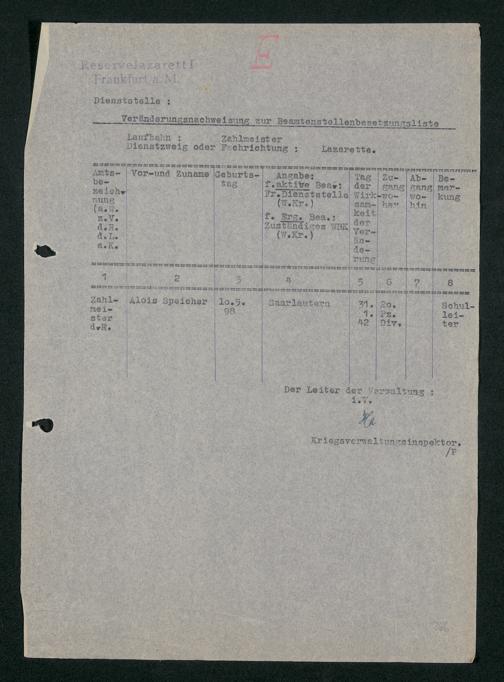 Reservelazarett I
Frankfurt a.M.
Dienststelle :
Veränderungsnachweisung zur Beamtenstellenbesetzungsliste
Laufbahn : Zahlmeister
Dienstzweig oder Fachrichtung : Lazarette.
Amts-
be-
zeich-
nung
(a.W.
z.V.
d.B.
d.L.
a.K.
Vor-und Zuname
Geburts-
tag
Angabe:
f.aktive Bea.:
Fr.Dienststelle
(W.Kr.)
f. Erg. Bea.:
Zuständiges WBK
(W.Kr.)
Tag
der
Wirk-
sam-
keit
der
Ver-
än-
de-
rung
Zu-
gang
wo-
her
Ab-
gang
wo-
hin
Be-
mer-
kung
1 2 3 4 5 6 7 8
Zahl-
mei-
ster
d.R.
Alois Speicher
10.5.
98
Saarlautern
31.
1.
42
20.
Pz.
Div.
Schul-
lei-
ter
Der Leiter der Verwaltung :
i.V.
Kriegsverwaltungsinspektor.
/F